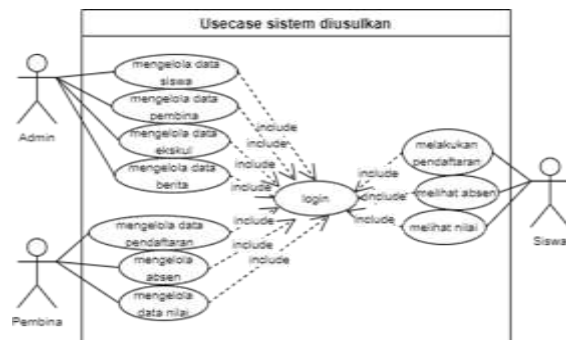 Usecase sistem diusulkan
mengelola data
siswa
mengelola data
pembina
mengelola data
ekskul
mengelola data
berita
Admin
include
include
include
include
login
melakukan
pendaftaran
melihat absen
melihat nilai
include
include
include
Siswa
mengelola data
pendaftaran
mengelola
absen
mengelola
data nilai
include
include
include
Pembina